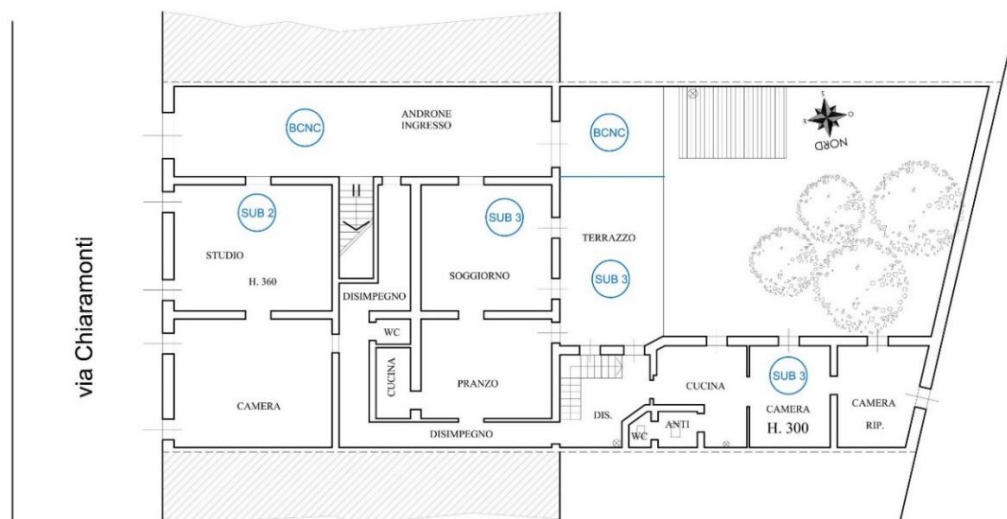 via Chiaramonti
BCNC
ANDRONE
INGRESSO
BCNC
S
E
O
NORD
SUB 2
STUDIO
H. 360
SUB 3
SOGGIORNO
TERRAZZO
SUB 3
DISIMPEGNO
WC
CUCINA
PRANZO
CAMERA
DISIMPEGNO
DIS.
WC
ANTI
CUCINA
SUB 3
CAMERA
H. 300
CAMERA
RIP.